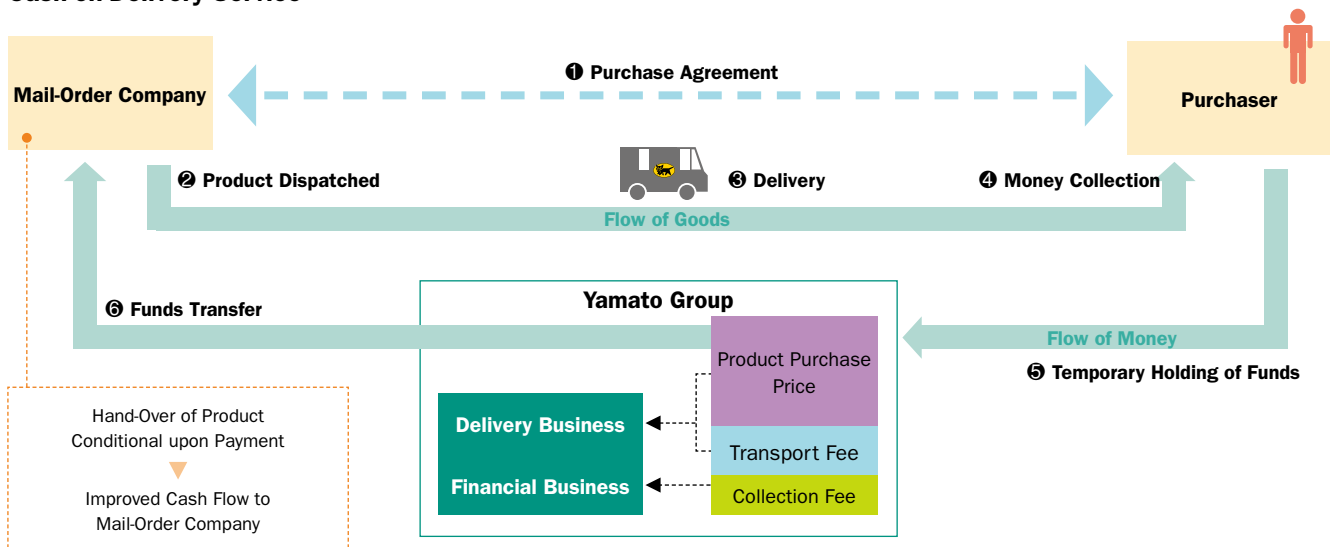 Mail-Order Company
❶ Purchase Agreement
Purchaser
❷ Product Dispatched
❸ Delivery
❹ Money Collection
Flow of Goods
❻ Funds Transfer
Yamato Group
Flow of Money
❺ Temporary Holding of Funds
Product Purchase
Price
Delivery Business
Transport Fee
Financial Business
Collection Fee
Hand-Over of Product
Conditional upon Payment
Improved Cash Flow to
Mail-Order Company